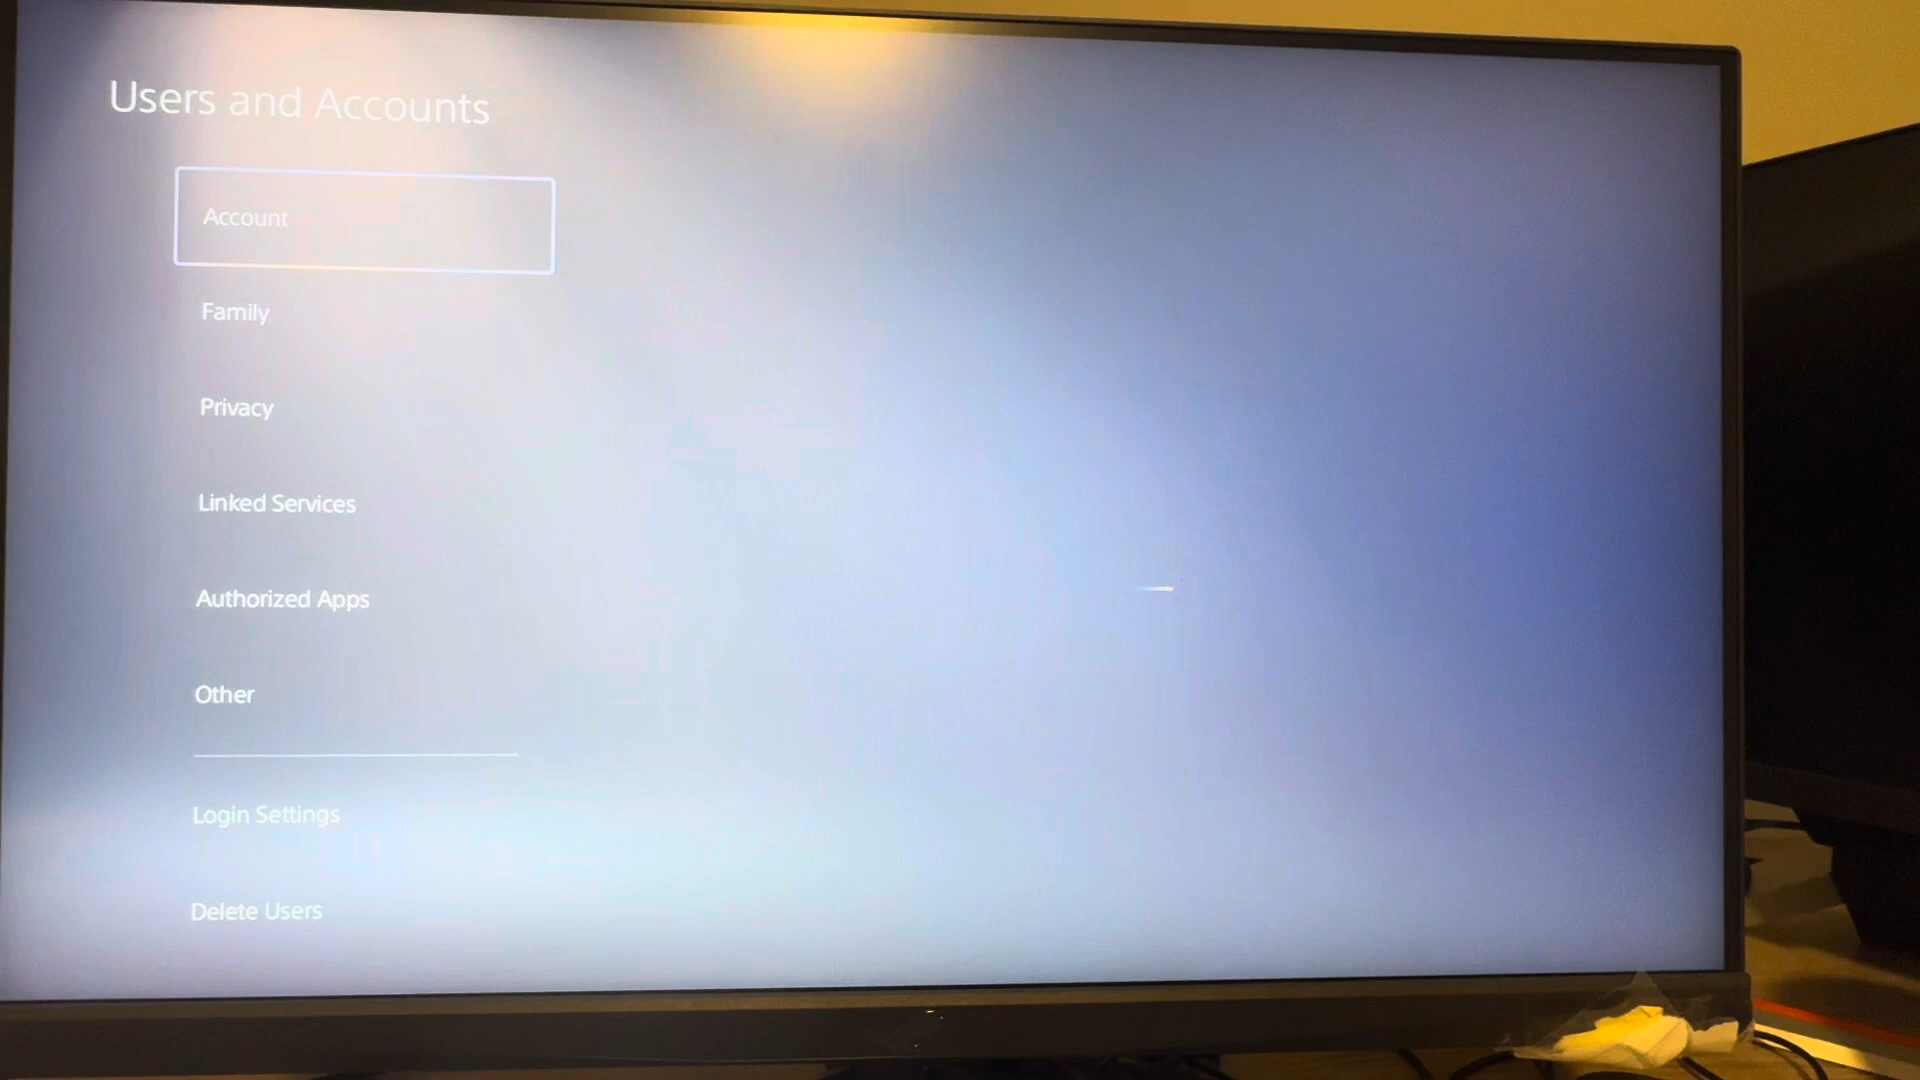 Users and Accounts
Account
Family
Privacy
Linked Services
Authorized Apps
Other
Login Settings
Delete Users